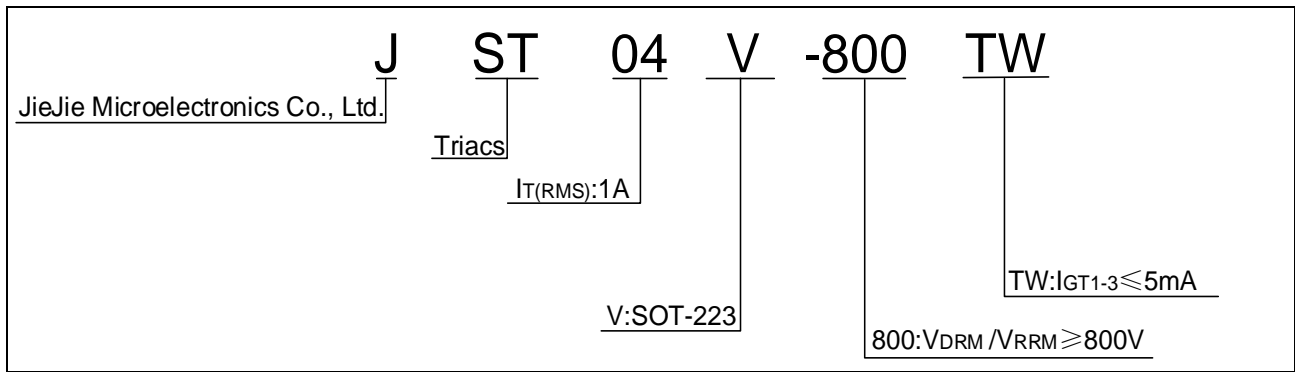 J ST 04 V -800 TW
JieJie Microelectronics Co., Ltd.
Triacs
IT(RMS):1A
TW:IGT1-3≤5mA
V:SOT-223
800:VDRM /VRRM≥800V